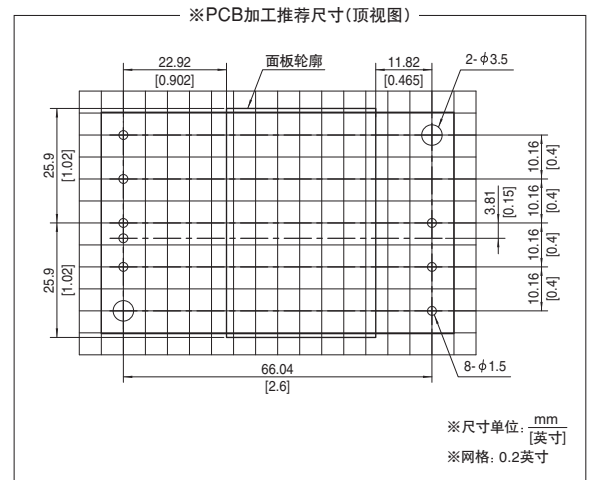 ※PCB加工推荐尺寸(顶视图)
22.92
[0.902]
面板轮廓
11.82
[0.465]
2-ϕ3.5
25.9
[1.02]
25.9
[1.02]
3.81
[0.15]
10.16
[0.4]
10.16
[0.4]
10.16
[0.4]
10.16
[0.4]
66.04
[2.6]
8-ϕ1.5
※尺寸单位: mm
[英寸]
※网格: 0.2英寸